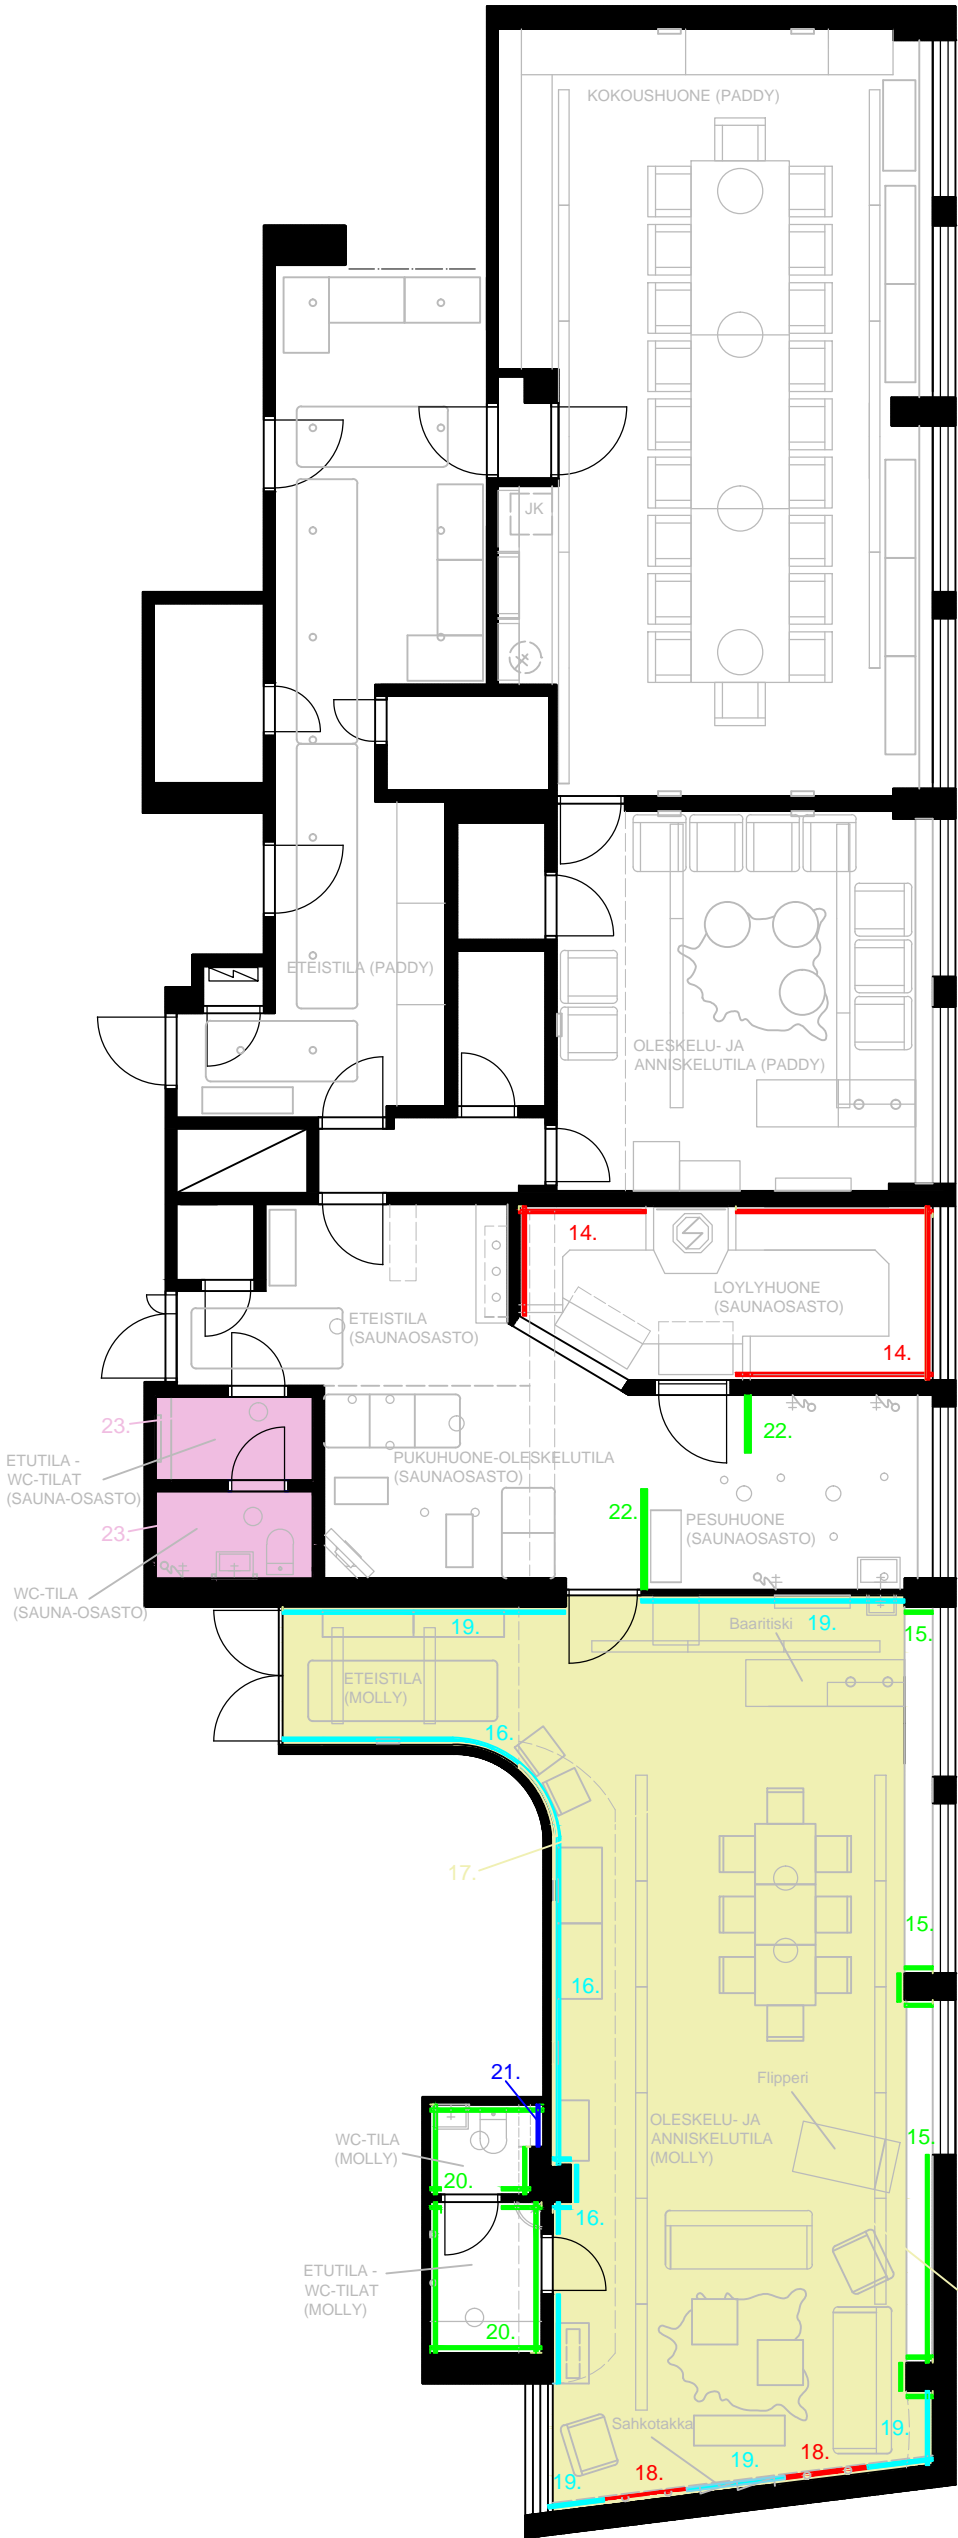 KOKOUSHUONE (PADDY)
JK
ETEISTILA (PADDY)
OLESKELU- JA
ANNISKELUTILA (PADDY)
14.
LOYLYHUONE
(SAUNAOSASTO)
ETEISTILA
(SAUNAOSASTO)
14.
23.
22.
ETUTILA -
WC-TILAT
(SAUNA-OSASTO)
PUKUHUONE-OLESKELUTILA
(SAUNAOSASTO)
22.
PESUHUONE
(SAUNAOSASTO)
23.
WC-TILA
(SAUNA-OSASTO)
19.
Baaritiski
19.
15.
ETEISTILA
(MOLLY)
16.
17.
15.
16.
21.
Flipperi
OLESKELU- JA
ANNISKELUTILA
(MOLLY)
WC-TILA
(MOLLY)
15.
20.
16.
ETUTILA -
WC-TILAT
(MOLLY)
20.
Sahkotakka
19.
18.
19.
18.
19.